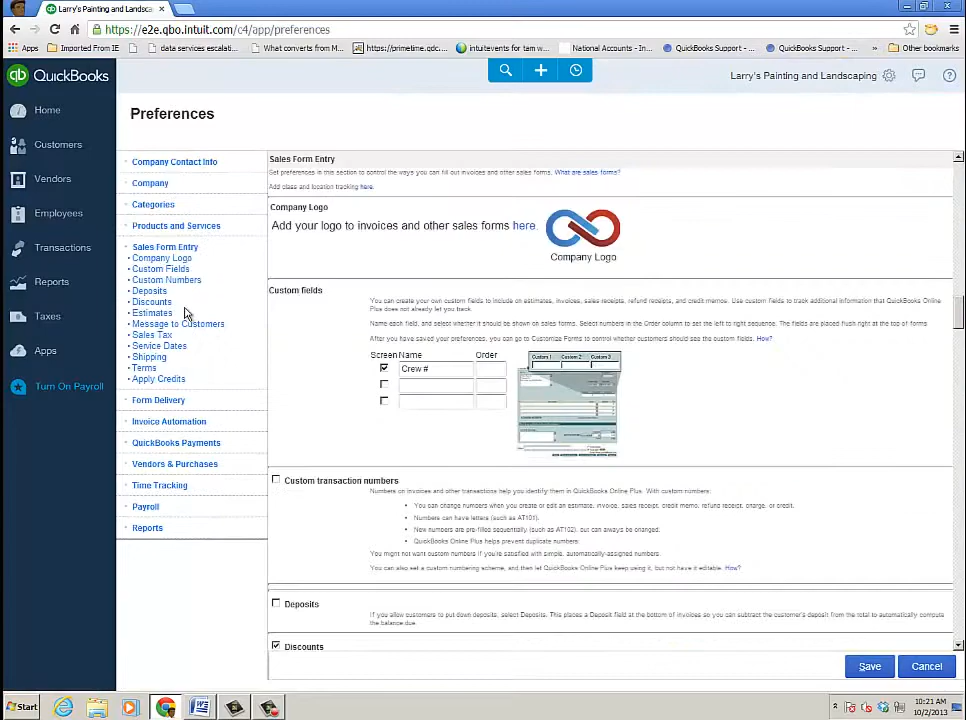 Larry's Painting and Landsca
https://e2e.qbo.intuit.com/c4/app/preferences
Apps
Imported From IE
data services escalati...
What converts from M...
https://primetime.qdc....
intuitevents for tam w...
National Accounts - In...
QuickBooks Support - ...
QuickBooks Support - ...
»
Other bookmarks
qb QuickBooks
Larry's Painting and Landscaping
Home
Customers
Vendors
Employees
Transactions
Reports
Taxes
Apps
Turn On Payroll
Preferences
Company Contact Info
Company
Categories
Products and Services
Sales Form Entry
• Company Logo
• Custom Fields
• Custom Numbers
• Deposits
• Discounts
• Estimates
• Message to Customers
• Sales Tax
• Service Dates
• Shipping
• Terms
• Apply Credits
Form Delivery
Invoice Automation
QuickBooks Payments
Vendors & Purchases
Time Tracking
Payroll
Reports
Sales Form Entry
Set preferences in this section to control the ways you can fill out invoices and other sales forms. What are sales forms?
Add class and location tracking here.
Company Logo
Add your logo to invoices and other sales forms here.
Company Logo
Custom fields
You can create your own custom fields to include on estimates, invoices, sales receipts, refund receipts, and credit memo. Use custom fields to track additional information that QuickBooks Online
Plus does not already let you track.
Name each field, and select whether it should be shown on sales forms. Select numbers in the Order column to set the left to right sequence. The fields are placed flush right at the top of forms
After you have saved your preferences, you can go to Customize Forms to control whether customers should see the custom fields. How?
Screen Name Order
Crew #
Custom 1 Custom 2 Custom 3
Custom transaction numbers
Numbers on invoices and other transactions help you identify them in QuickBooks Online Plus. With custom numbers:
• You can change numbers when you create or edit an estimate, invoice, sales receipt, credit memo, refund receipt, charge, or credit.
• Numbers can have letters (such as AT101).
• New numbers are pre-filled sequentially (such as AT102), but can always be changed.
• QuickBooks Online Plus helps prevent duplicate numbers.
You might not want custom numbers if you're satisfied with simple, automatically-assigned numbers.
You can also set a custom numbering scheme, and then let QuickBooks Online Plus keep using it, but not have it editable. How?
Deposits
If you allow customers to put down deposits, select Deposits. This places a Deposit field at the bottom of invoices so you can subtract the customer's deposit from the total to automatically compute
the balance due.
Discounts
Save
Cancel
Start
10:21 AM
10/2/2013